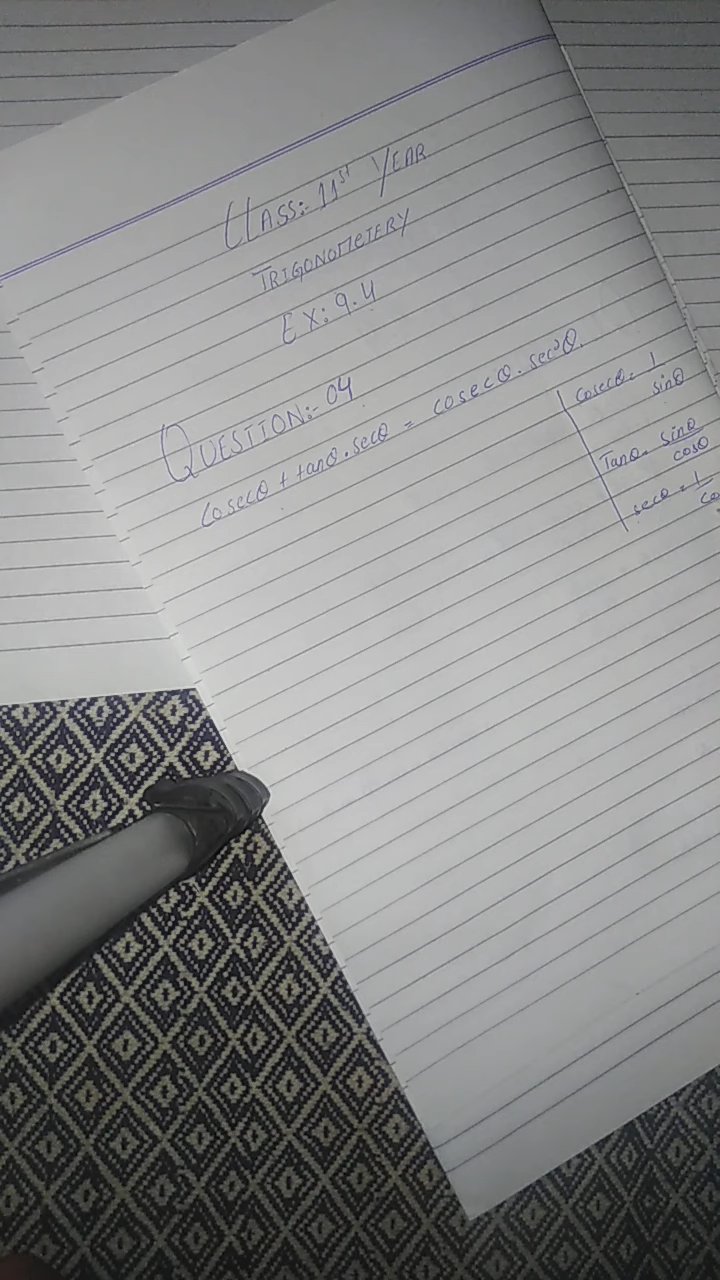 CLASS:- 11st YEAR
TRIGONOMETERY
EX: 9.4
QUESTION:- 04
Cosecθ + tanθ . secθ = cosecθ . sec²θ.
Cosecθ = 1/sinθ
Tanθ = sinθ/cosθ
secθ = 1/co